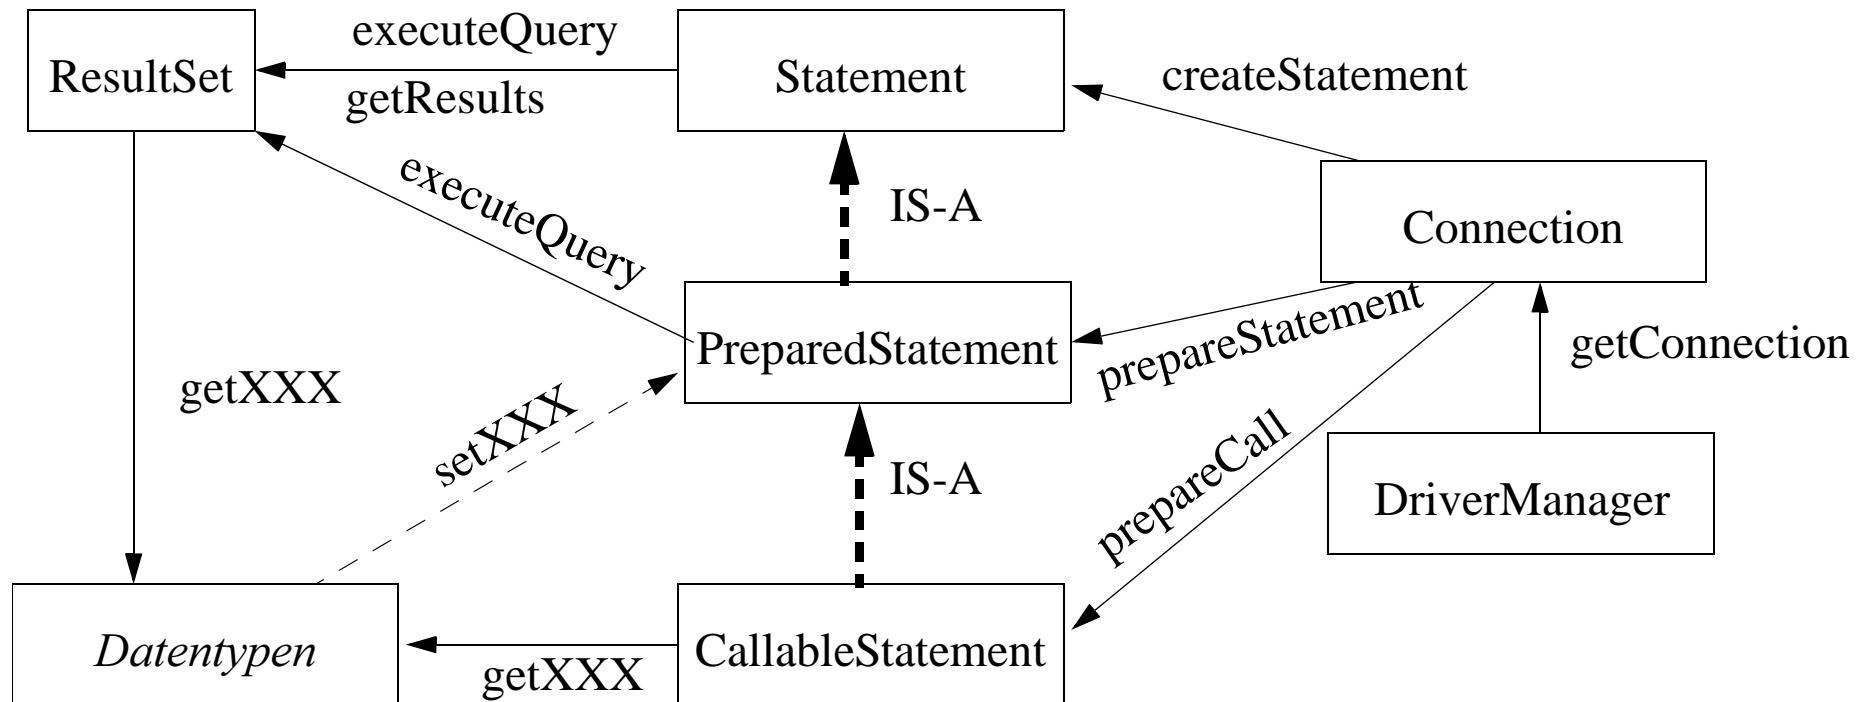 executeQuery
ResultSet
Statement
createStatement
getResults
executeQuery
IS-A
Connection
PreparedStatement
prepareStatement
getConnection
getXXX
setXXX
IS-A
prepareCall
DriverManager
Datentypen
getXXX
CallableStatement